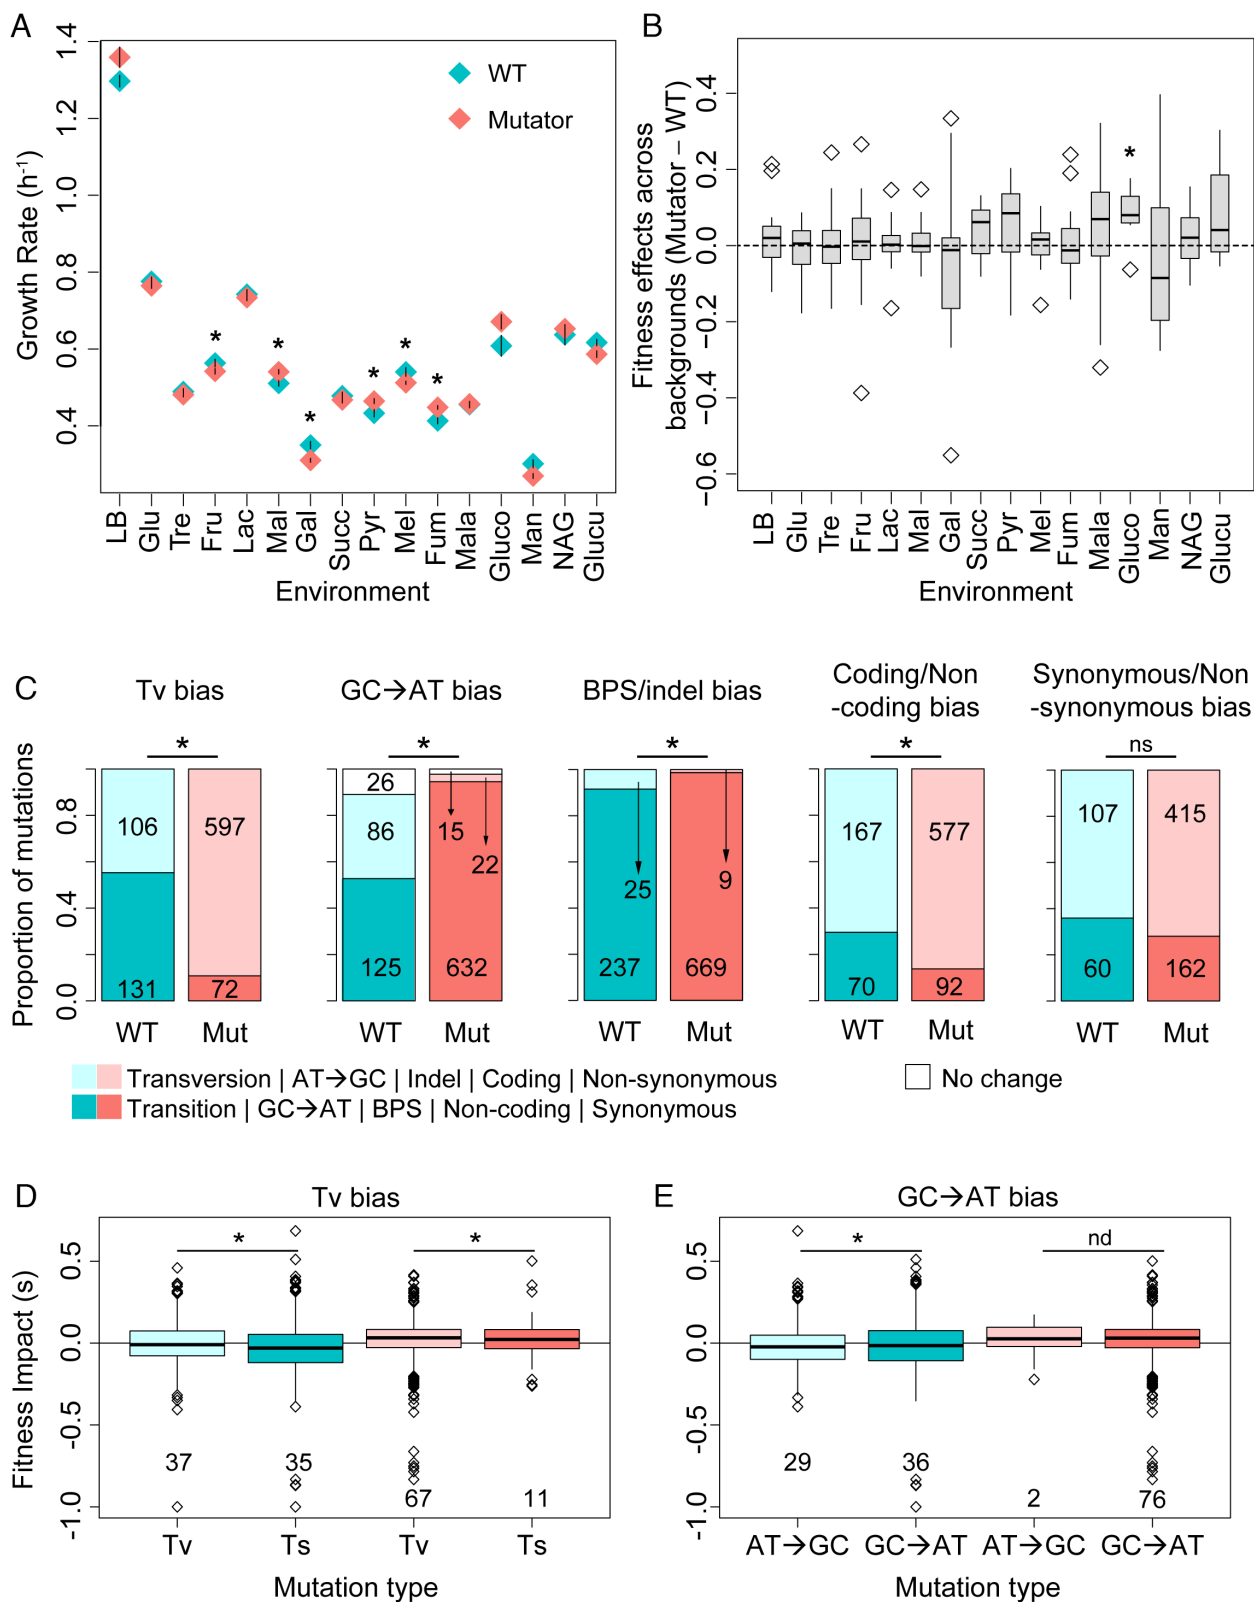 A
B
1.4
1.2
1.0
0.8
0.6
0.4
Growth Rate (h-1)
WT
Mutator
*
*
*
*
*
*
LB
Glu
Tre
Fru
Lac
Mal
Gal
Succ
Pyr
Mel
Fum
Mala
Gluco
Man
NAG
Glucu
Environment
Fitness effects across
backgrounds (Mutator – WT)
0.4
0.2
0.0
−0.2
−0.4
−0.6
*
LB
Glu
Tre
Fru
Lac
Mal
Gal
Succ
Pyr
Mel
Fum
Mala
Gluco
Man
NAG
Glucu
Environment
C
Tv bias
GC→AT bias
BPS/indel bias
Coding/Non
-coding bias
Synonymous/Non
-synonymous bias
*
*
*
*
ns
Proportion of mutations
0.8
0.4
0.0
106
597
131
72
26
86
15
22
125
632
25
9
237
669
167
577
70
92
107
415
60
162
WT
Mut
WT
Mut
WT
Mut
WT
Mut
WT
Mut
Transversion | AT→GC | Indel | Coding | Non-synonymous
No change
Transition | GC→AT | BPS | Non-coding | Synonymous
D
Tv bias
Fitness Impact (s)
0.5
0.0
-0.5
-1.0
*
*
37
35
67
11
Tv
Ts
Tv
Ts
Mutation type
E
GC→AT bias
0.5
0.0
-0.5
-1.0
*
nd
29
36
2
76
AT→GC
GC→AT
AT→GC
GC→AT
Mutation type